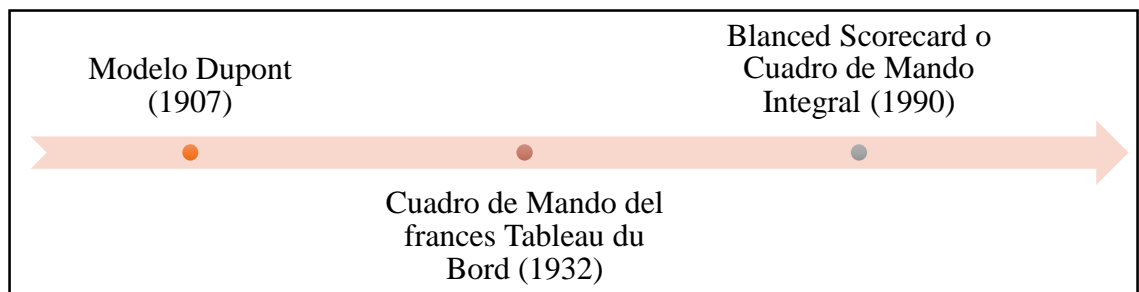 Modelo Dupont
(1907)
Cuadro de Mando del
frances Tableau du
Bord (1932)
Blanced Scorecard o
Cuadro de Mando
Integral (1990)